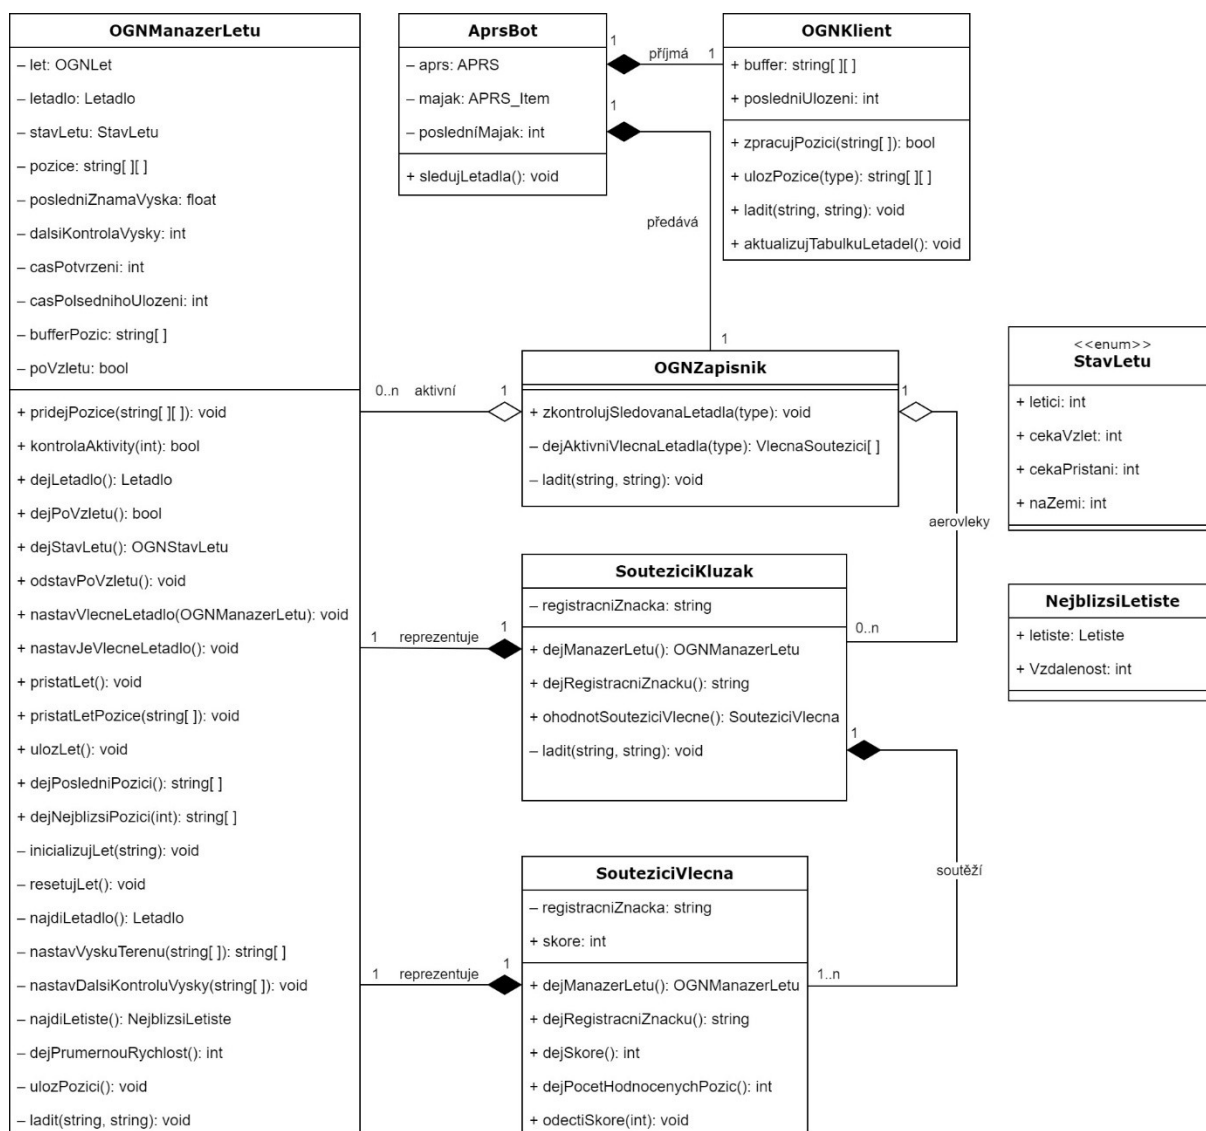 OGNManazerLetu
– let: OGNLet
– letadlo: Letadlo
– stavLetu: StavLetu
– pozice: string[ ][ ]
– posledniZnamaVyska: float
– dalsiKontrolaVysky: int
– casPotvrzeni: int
– casPolsednihoUlozeni: int
– bufferPozic: string[ ]
– poVzletu: bool
+ pridejPozice(string[ ][ ]): void
+ kontrolaAktivity(int): bool
+ dejLetadlo(): Letadlo
+ dejPoVzletu(): bool
+ dejStavLetu(): OGNStavLetu
+ odstavPoVzletu(): void
+ nastavVlecneLetadlo(OGNManazerLetu): void
+ nastavJeVlecneLetadlo(): void
+ pristatLet(): void
+ pristatLetPozice(string[ ]): void
+ ulozLet(): void
+ dejPosledniPozici(): string[ ]
+ dejNejblizsiPozici(int): string[ ]
– inicializujLet(string): void
– resetujLet(): void
– najdiLetadlo(): Letadlo
– nastavVyskuTerenu(string[ ]): string[ ]
– nastavDalsiKontroluVysky(string[ ]): void
– najdiLetiste(): NejblizsiLetiste
– dejPrumernouRychlost(): int
– ulozPozici(): void
– ladit(string, string): void
AprsBot
– aprs: APRS
– majak: APRS_Item
– posledníMajak: int
+ sledujLetadla(): void
1
příjmá
1
1
předává
1
OGNKlient
+ buffer: string[ ][ ]
+ posledniUlozeni: int
+ zpracujPozici(string[ ]): bool
+ ulozPozice(type): string[ ][ ]
+ ladit(string, string): void
+ aktualizujTabulkuLetadel(): void
0..n
aktivní
1
OGNZapisnik
+ zkontrolujSledovanaLetadla(type): void
– dejAktivniVlecnaLetadla(type): VlecnaSoutezici[ ]
– ladit(string, string): void
1
aerovleky
0..n
<<enum>>
StavLetu
+ letici: int
+ cekaVzlet: int
+ cekaPristani: int
+ naZemi: int
1
reprezentuje
1
SouteziciKluzak
– registracniZnacka: string
+ dejManazerLetu(): OGNManazerLetu
+ dejRegistracniZnacku(): string
+ ohodnotSouteziciVlecne(): SouteziciVlecna
– ladit(string, string): void
1
soutěží
1..n
NejblizsiLetiste
+ letiste: Letiste
+ Vzdalenost: int
1
reprezentuje
1
SouteziciVlecna
– registracniZnacka: string
+ skore: int
+ dejManazerLetu(): OGNManazerLetu
+ dejRegistracniZnacku(): string
+ dejSkore(): int
+ dejPocetHodnocenychPozic(): int
+ odectiSkore(int): void